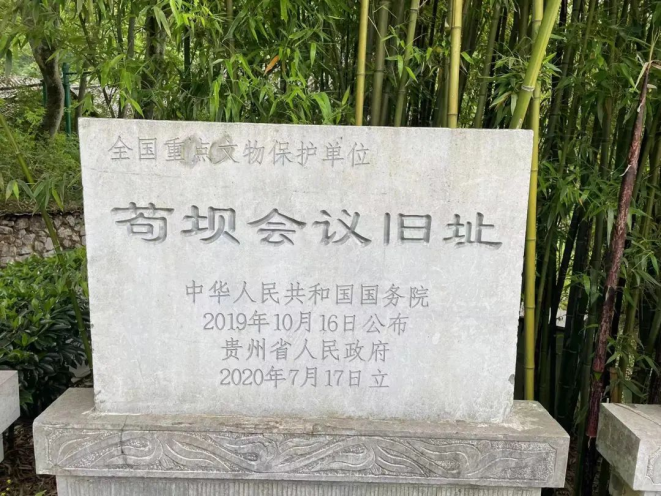 全国重点文物保护单位
苟坝会议旧址
中华人民共和国国务院
2019年10月16日公布
贵州省人民政府
2020年7月17日立